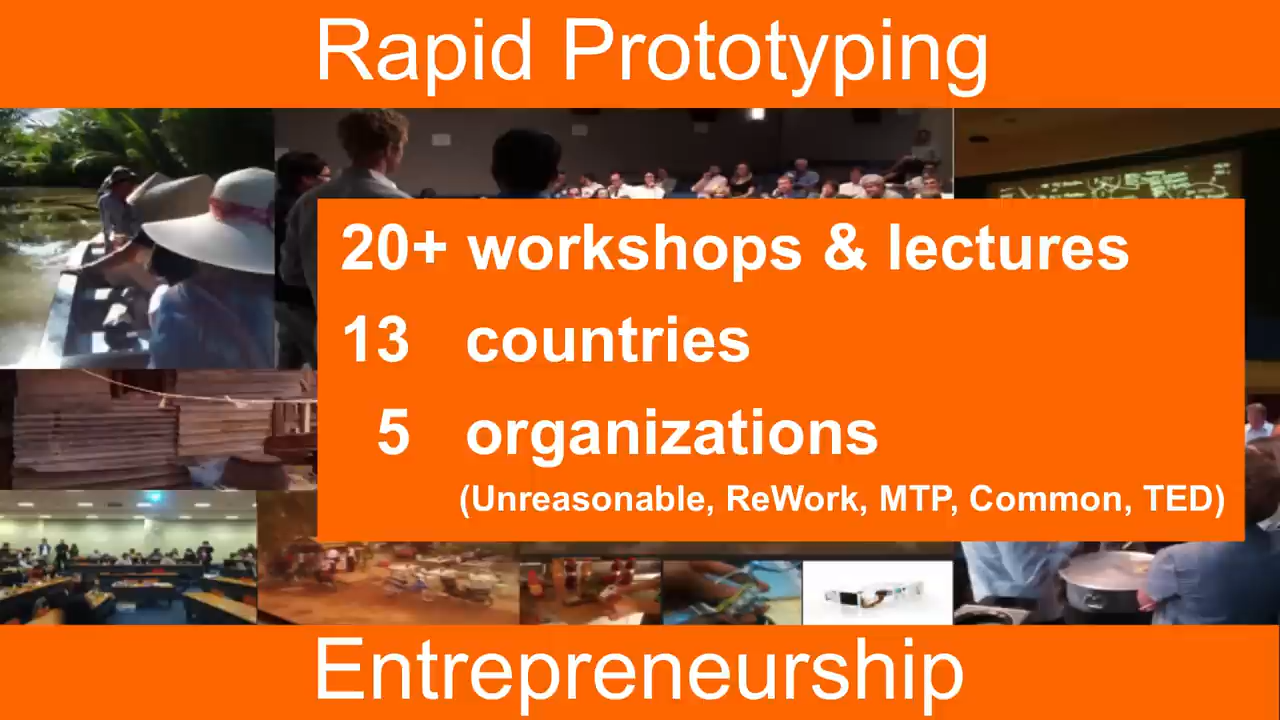 Rapid Prototyping
20+ workshops & lectures
13 countries
5 organizations
(Unreasonable, ReWork, MTP, Common, TED)
Entrepreneurship